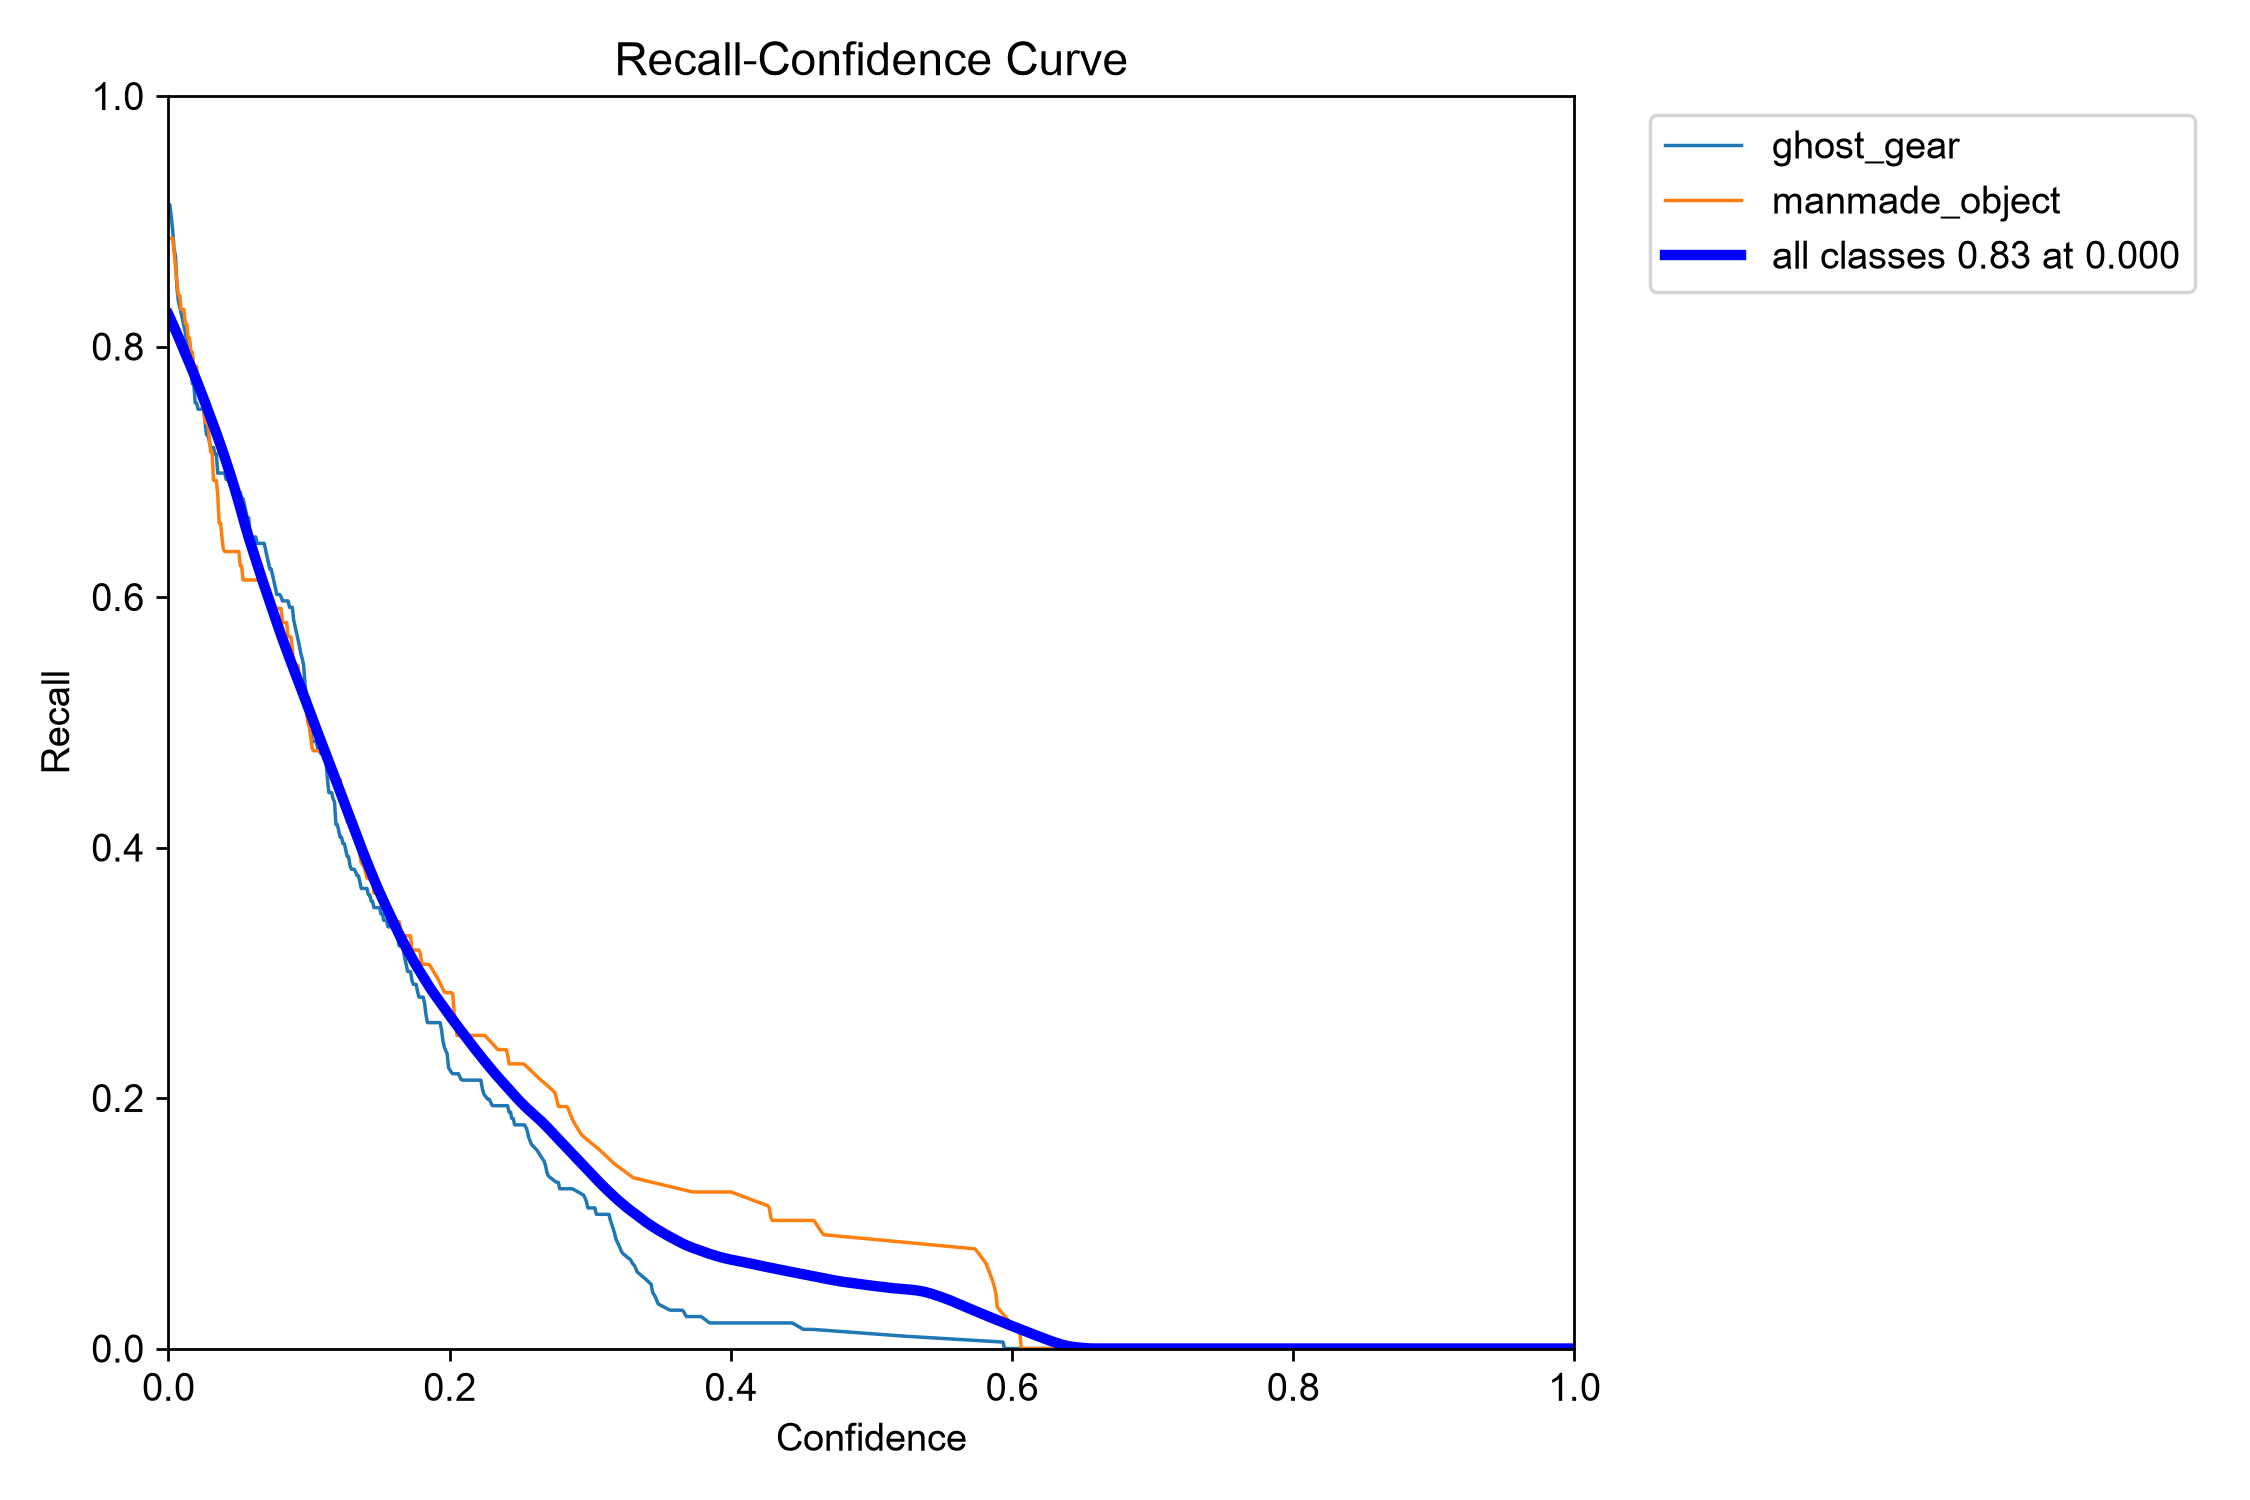 Recall-Confidence Curve
1.0
0.8
0.6
0.4
0.2
0.0
Recall
0.0 0.2 0.4 0.6 0.8 1.0
Confidence
ghost_gear
manmade_object
all classes 0.83 at 0.000